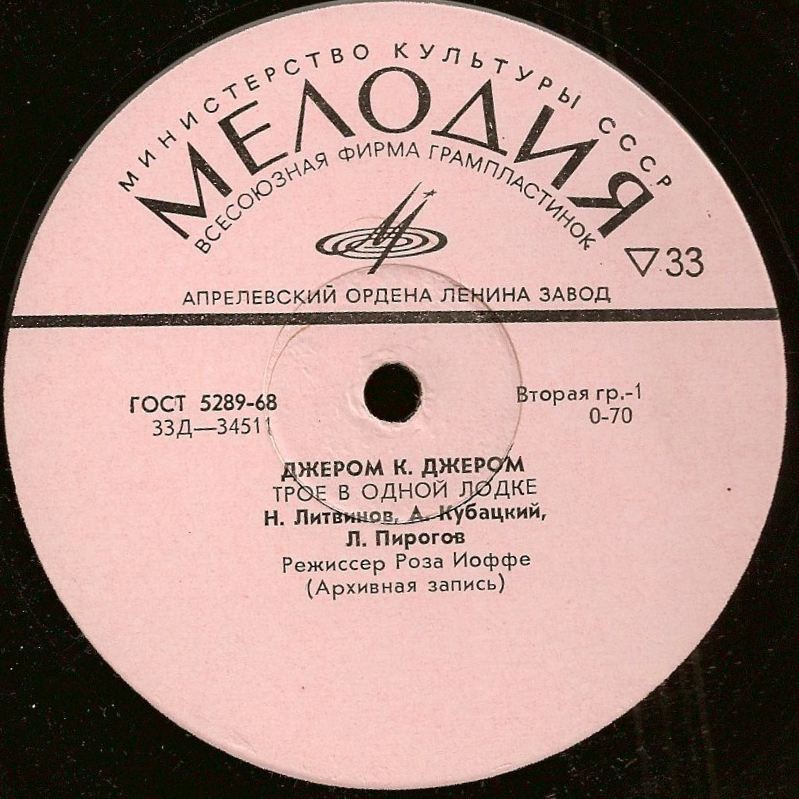 МИНИСТЕРСТВО КУЛЬТУРЫ СССР
МЕЛОДИЯ
ВСЕСОЮЗНАЯ ФИРМА ГРАМПЛАСТИНОК
▽33
АПРЕЛЕВСКИЙ ОРДЕНА ЛЕНИНА ЗАВОД
ГОСТ 5289-68
33Д—34511
Вторая гр.-1
0-70
ДЖЕРОМ К. ДЖЕРОМ
ТРОЕ В ОДНОЙ ЛОДКЕ
Н. Литвинов, А. Кубацкий,
Л. Пирогов
Режиссер Роза Иоффе
(Архивная запись)